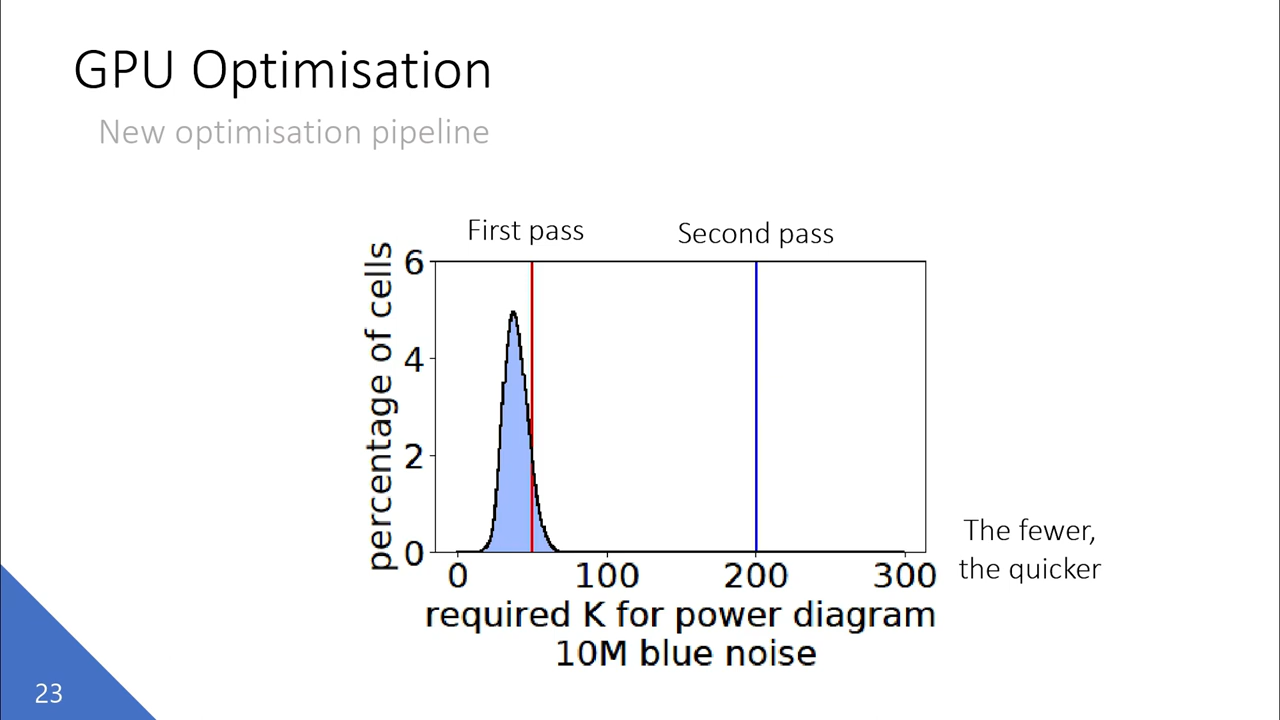 GPU Optimisation
New optimisation pipeline
First pass
Second pass
percentage of cells
6
4
2
0
0 100 200 300
required K for power diagram
10M blue noise
The fewer,
the quicker
23